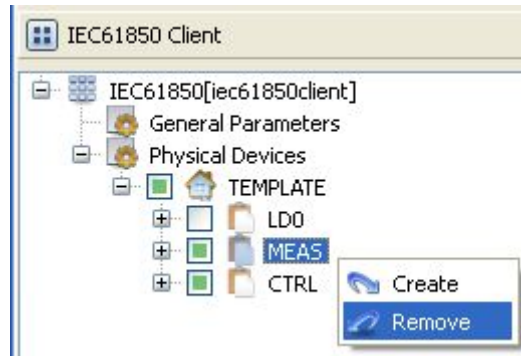 IEC61850 Client
IEC61850[iec61850client]
General Parameters
Physical Devices
TEMPLATE
LD0
MEAS
CTRL
Create
Remove